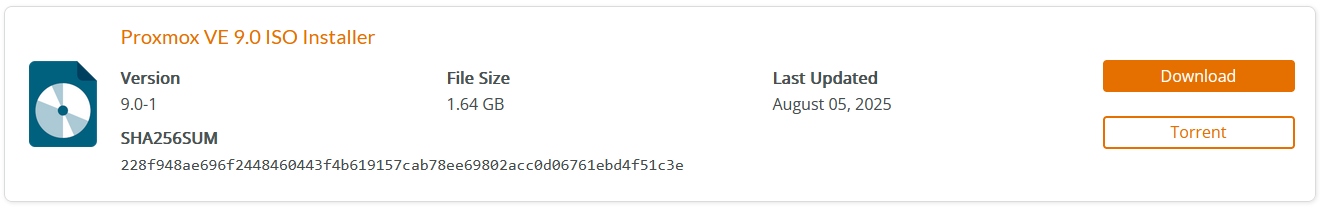 Proxmox VE 9.0 ISO Installer
Version File Size Last Updated
9.0-1 1.64 GB August 05, 2025
SHA256SUM
228f948ae696f2448460443f4b619157cab78ee69802acc0d06761ebd4f51c3e
Download
Torrent